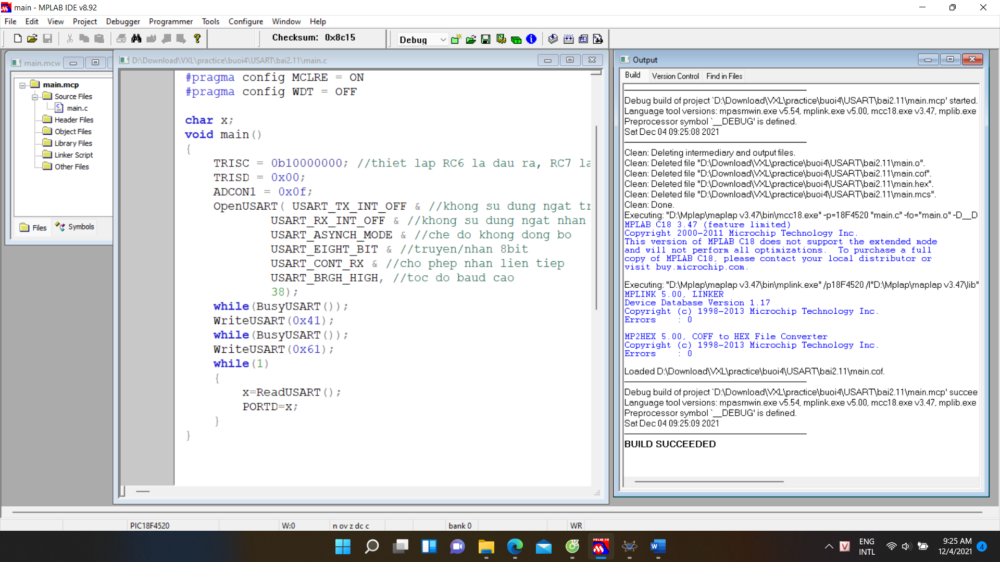 main - MPLAB IDE v8.92
File Edit View Project Debugger Programmer Tools Configure Window Help
Checksum: 0x8c15
Debug
main.mcw
main.mcp
Source Files
main.c
Header Files
Object Files
Library Files
Linker Script
Other Files
Files Symbols
D:\Download\VXL\practice\buoi4\USART\bai2.11\main.c
#pragma config MCLRE = ON
#pragma config WDT = OFF
char x;
void main()
{
TRISC = 0b10000000; //thiet lap RC6 la dau ra, RC7 la
TRISD = 0x00;
ADCON1 = 0x0f;
OpenUSART( USART_TX_INT_OFF & //khong su dung ngat tr
USART_RX_INT_OFF & //khong su dung ngat nhan
USART_ASYNCH_MODE & //che do khong dong bo
USART_EIGHT_BIT & //truyen/nhan 8bit
USART_CONT_RX & //cho phep nhan lien tiep
USART_BRGH_HIGH, //toc do baud cao
38);
while(BusyUSART());
WriteUSART(0x41);
while(BusyUSART());
WriteUSART(0x61);
while(1)
{
x=ReadUSART();
PORTD=x;
}
}
Output
Build Version Control Find in Files
Debug build of project `D:\Download\VXL\practice\buoi4\USART\bai2.11\main.mcp' started.
Language tool versions: mpasmwin.exe v5.54, mplink.exe v5.00, mcc18.exe v3.47, mplib.exe
Preprocessor symbol `__DEBUG' is defined.
Sat Dec 04 09:25:08 2021
Clean: Deleting intermediary and output files.
Clean: Deleted file "D:\Download\VXL\practice\buoi4\USART\bai2.11\main.o".
Clean: Deleted file "D:\Download\VXL\practice\buoi4\USART\bai2.11\main.cof".
Clean: Deleted file "D:\Download\VXL\practice\buoi4\USART\bai2.11\main.hex".
Clean: Deleted file "D:\Download\VXL\practice\buoi4\USART\bai2.11\main.mcs".
Clean: Done.
Executing: "D:\Mplap\maplap v3.47\bin\mcc18.exe" -p=18F4520 "main.c" -fo="main.o" -D__D
MPLAB C18 3.47 (feature limited)
Copyright 2000-2011 Microchip Technology Inc.
This version of MPLAB C18 does not support the extended mode
and will not perform all optimizations. To purchase a full
copy of MPLAB C18, please contact your local distributor or
visit buy.microchip.com.
Executing: "D:\Mplap\maplap v3.47\bin\mplink.exe" /p18F4520 /l"D:\Mplap\maplap v3.47\lib"
MPLINK 5.00, LINKER
Device Database Version 1.17
Copyright (c) 1998-2013 Microchip Technology Inc.
Errors : 0
MP2HEX 5.00, COFF to HEX File Converter
Copyright (c) 1998-2013 Microchip Technology Inc.
Errors : 0
Loaded D:\Download\VXL\practice\buoi4\USART\bai2.11\main.cof.
Debug build of project `D:\Download\VXL\practice\buoi4\USART\bai2.11\main.mcp' succee
Language tool versions: mpasmwin.exe v5.54, mplink.exe v5.00, mcc18.exe v3.47, mplib.exe
Preprocessor symbol `__DEBUG' is defined.
Sat Dec 04 09:25:09 2021
BUILD SUCCEEDED
PIC18F4520 W:0 n ov z dc c bank 0 WR
ENG
INTL
9:25 AM
12/4/2021
4